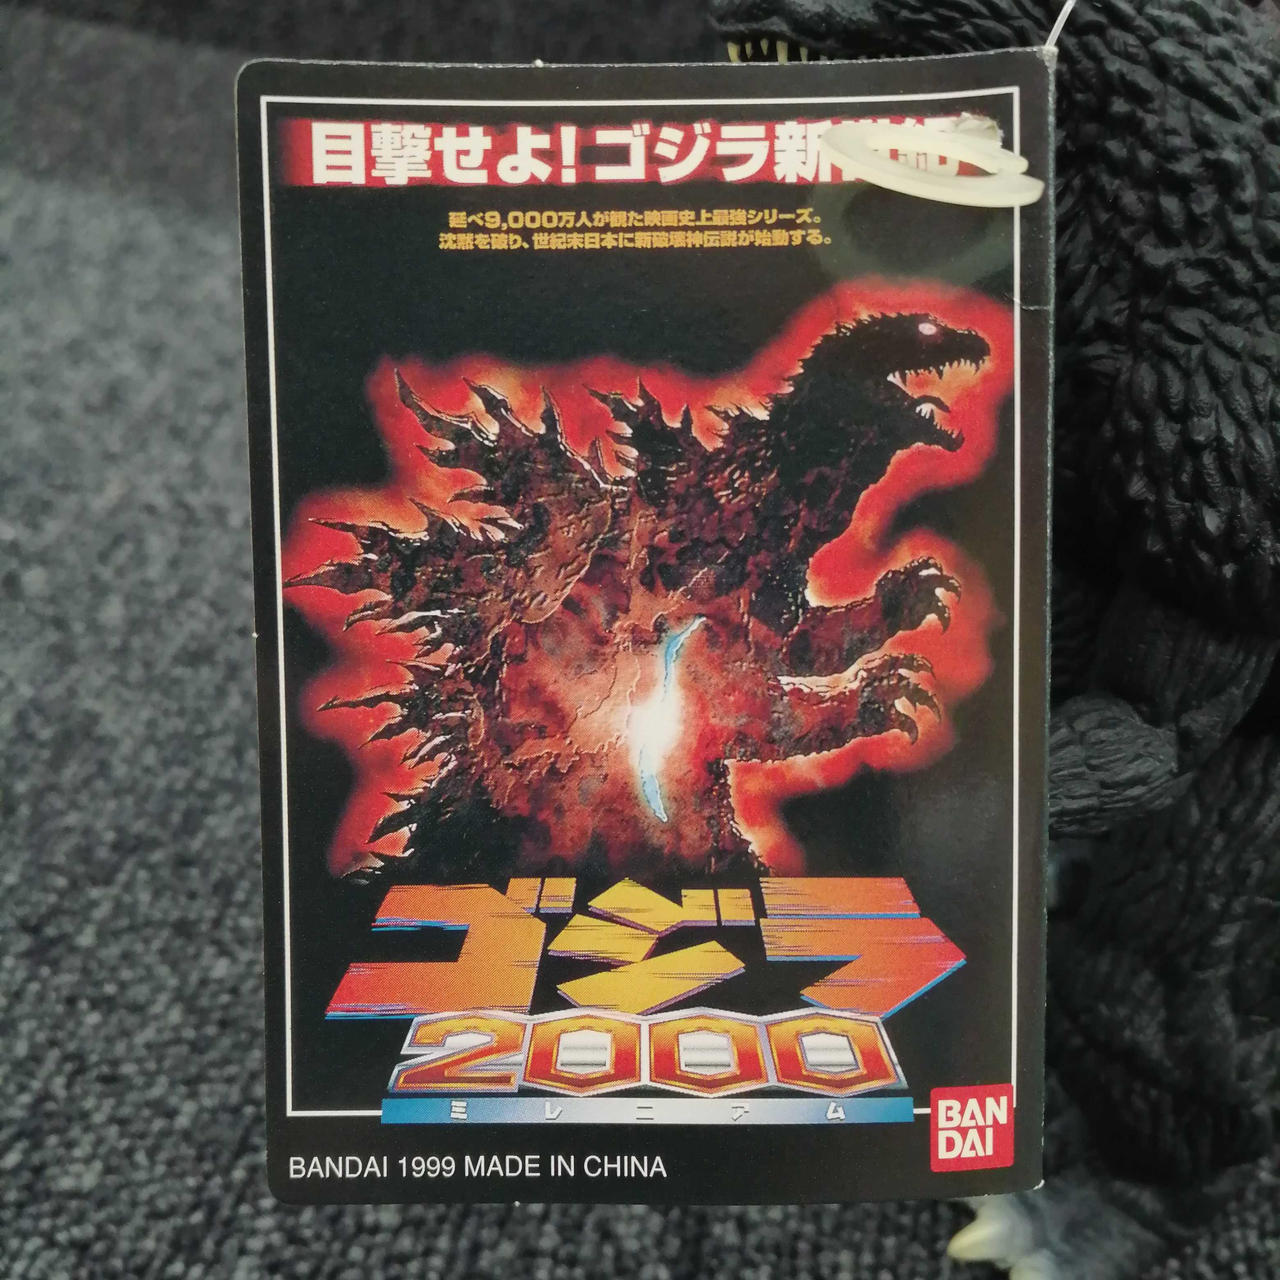 目撃せよ!ゴジラ新
延べ9,000万人が観た映画史上最強シリーズ。
沈黙を破り、世紀末日本に新破壊神伝説が始動する。
ゴジラ
2000
ミレニアム
BAN
DAI
BANDAI 1999 MADE IN CHINA